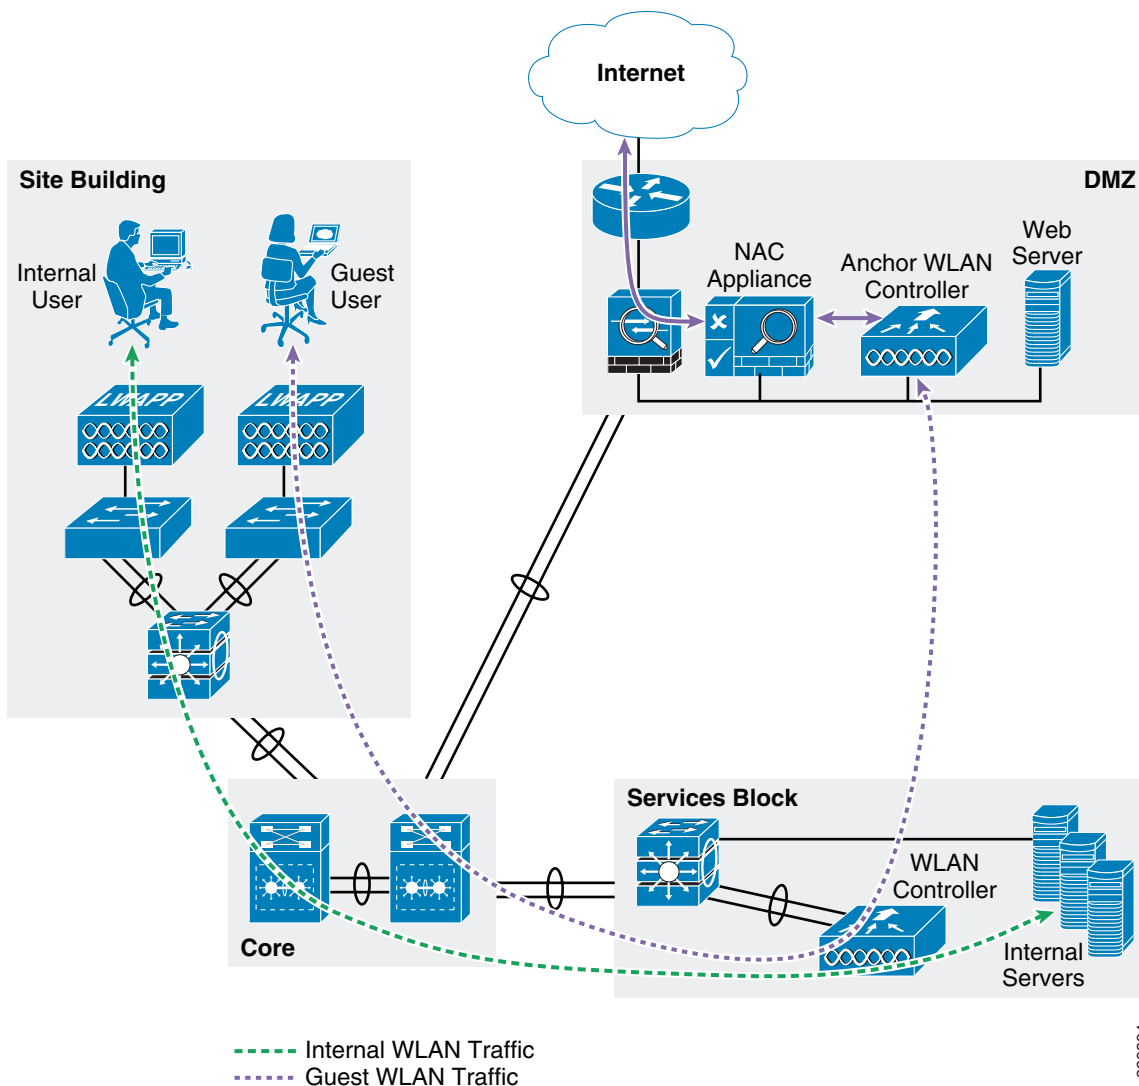 Internet
Site Building
DMZ
Internal
User
Guest
User
NAC
Appliance
Anchor WLAN
Controller
Web
Server
LWAPP
LWAPP
Services Block
WLAN
Controller
Core
Internal
Servers
Internal WLAN Traffic
Guest WLAN Traffic